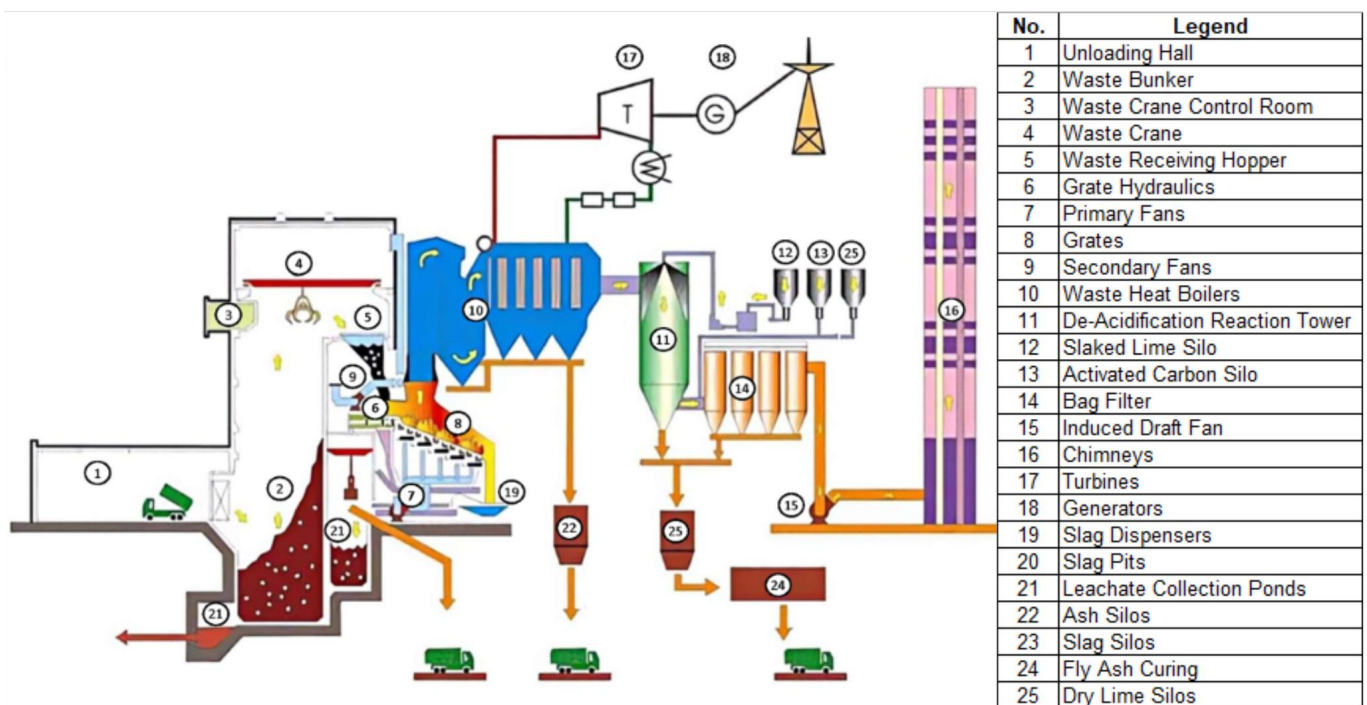 No. Legend
1 Unloading Hall
2 Waste Bunker
3 Waste Crane Control Room
4 Waste Crane
5 Waste Receiving Hopper
6 Grate Hydraulics
7 Primary Fans
8 Grates
9 Secondary Fans
10 Waste Heat Boilers
11 De-Acidification Reaction Tower
12 Slaked Lime Silo
13 Activated Carbon Silo
14 Bag Filter
15 Induced Draft Fan
16 Chimneys
17 Turbines
18 Generators
19 Slag Dispensers
20 Slag Pits
21 Leachate Collection Ponds
22 Ash Silos
23 Slag Silos
24 Fly Ash Curing
25 Dry Lime Silos
17 18
T G
4
12 13 25
3 5 10 16
11
9 14
6 8
1 2 7 19 15
21 22 25
24
21